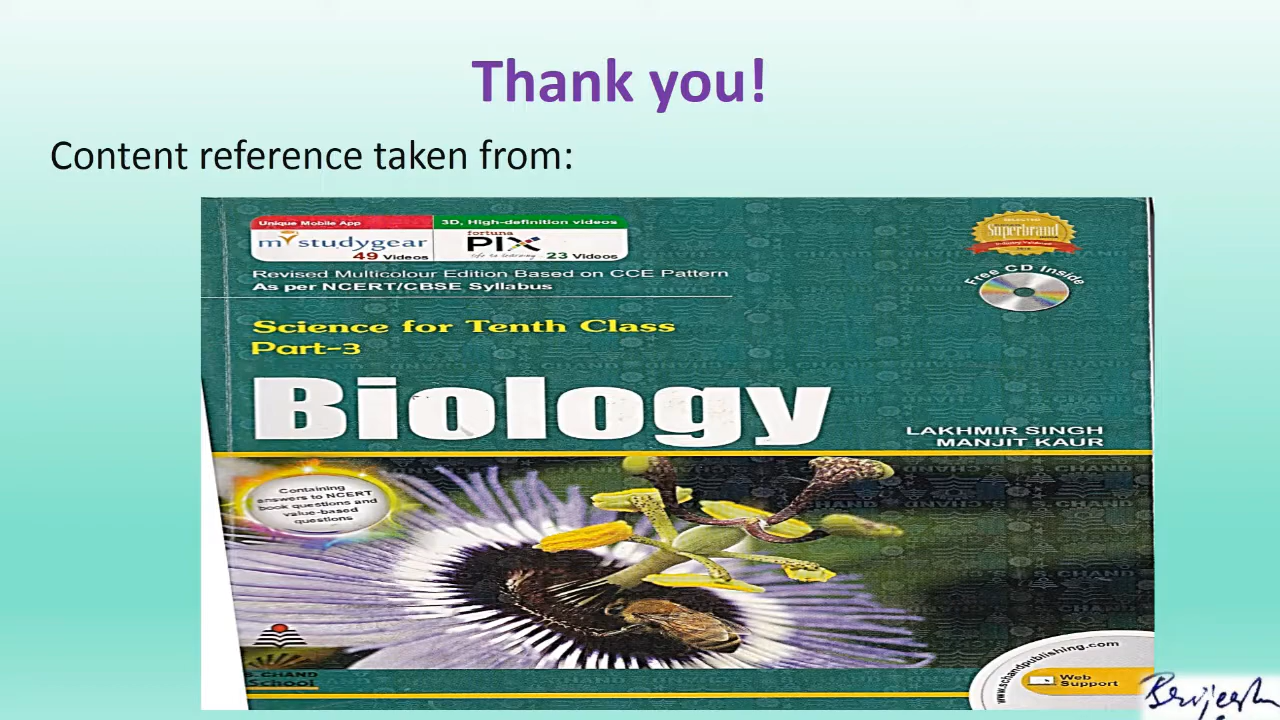 Thank you!
Content reference taken from:
Unique Mobile App
mystudygear
49 Videos
3D, High-definition videos
fortuna
PIX
life is learning
23 Videos
Revised Multicolour Edition Based on CCE Pattern
As per NCERT/CBSE Syllabus
Superbrand
Free CD Inside
Science for Tenth Class
Part-3
Biology
LAKHMIR SINGH
MANJIT KAUR
Containing
answers to NCERT
book questions and
value-based
questions
S. CHAND
School
www.schandpublishing.com
Web
Support